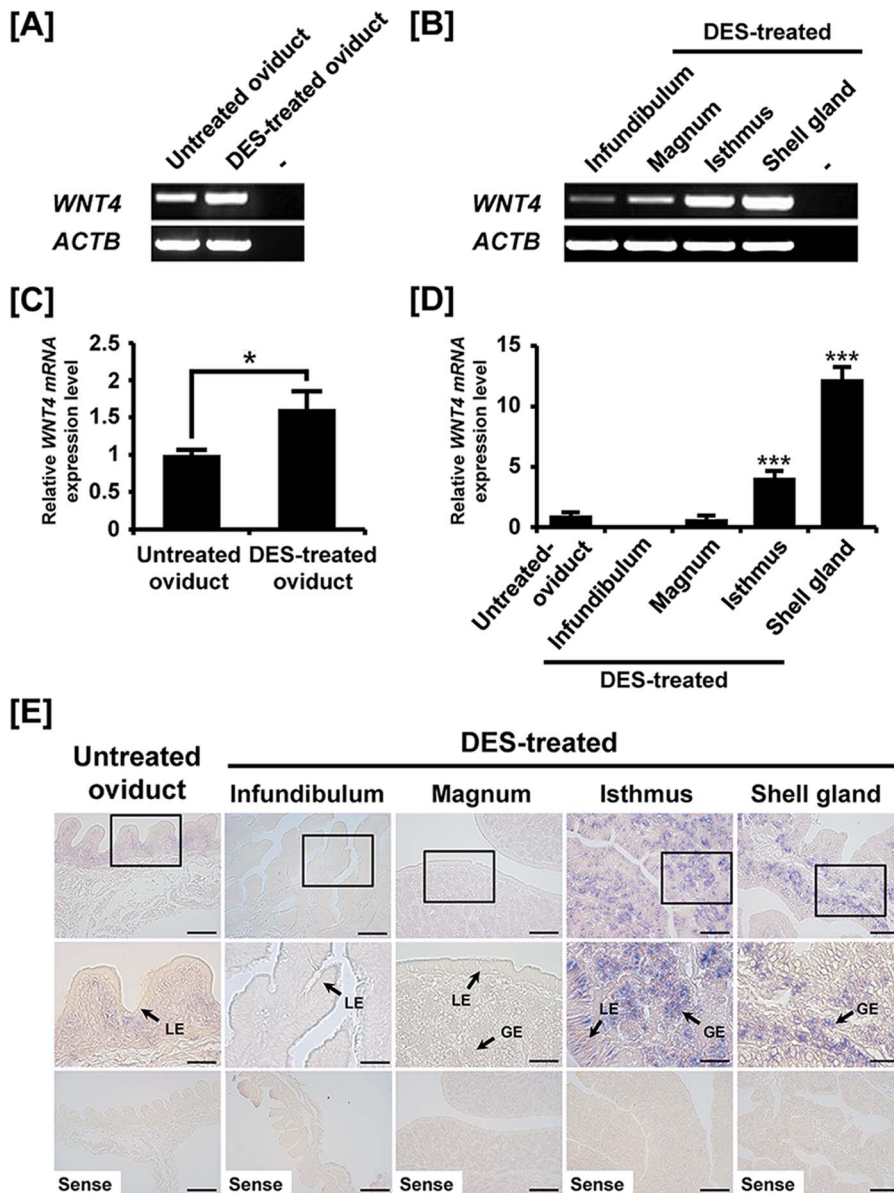 [A]
Untreated oviduct
DES-treated oviduct
-
WNT4
ACTB
[B]
DES-treated
Infundibulum
Magnum
Isthmus
Shell gland
-
WNT4
ACTB
[C]
Relative WNT4 mRNA
expression level
2.5
2
1.5
1
0.5
0
*
Untreated
oviduct
DES-treated
oviduct
[D]
Relative WNT4 mRNA
expression level
15
10
5
0
***
***
Untreated-
oviduct
Infundibulum
Magnum
Isthmus
Shell gland
DES-treated
[E]
Untreated
oviduct
DES-treated
Infundibulum
Magnum
Isthmus
Shell gland
LE
LE
LE
GE
LE
GE
GE
Sense
Sense
Sense
Sense
Sense